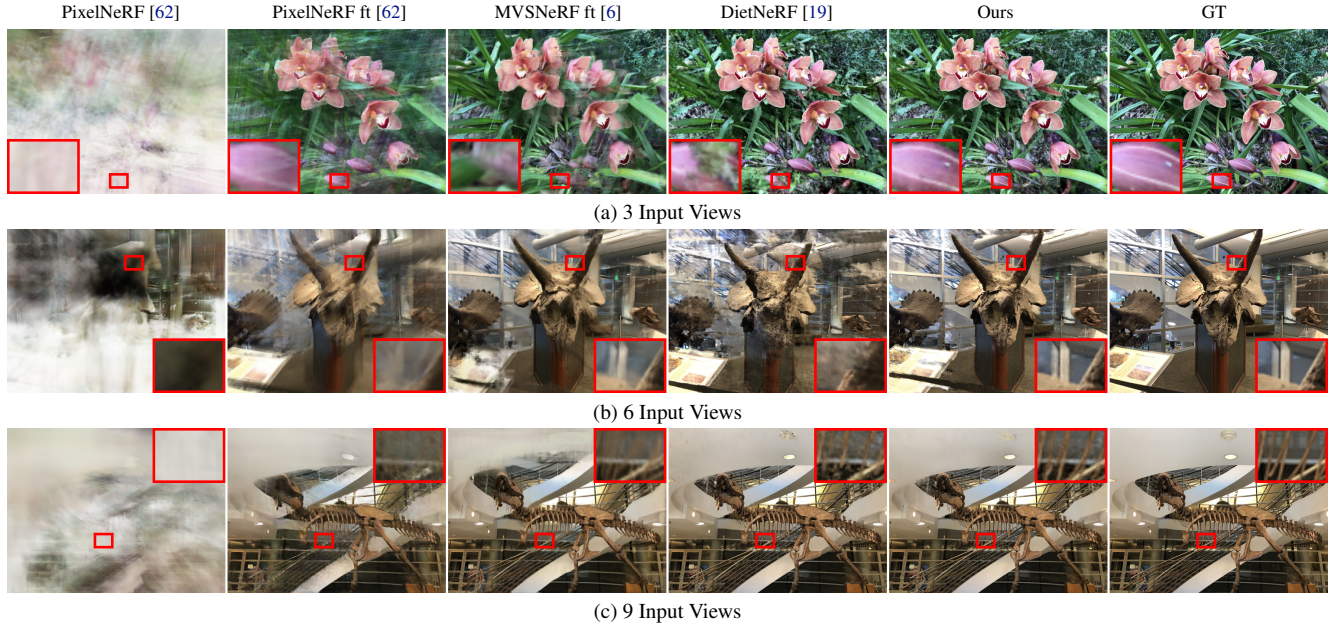 PixelNeRF [62] PixelNeRF ft [62] MVSNeRF ft [6] DietNeRF [19] Ours GT
(a) 3 Input Views
(b) 6 Input Views
(c) 9 Input Views